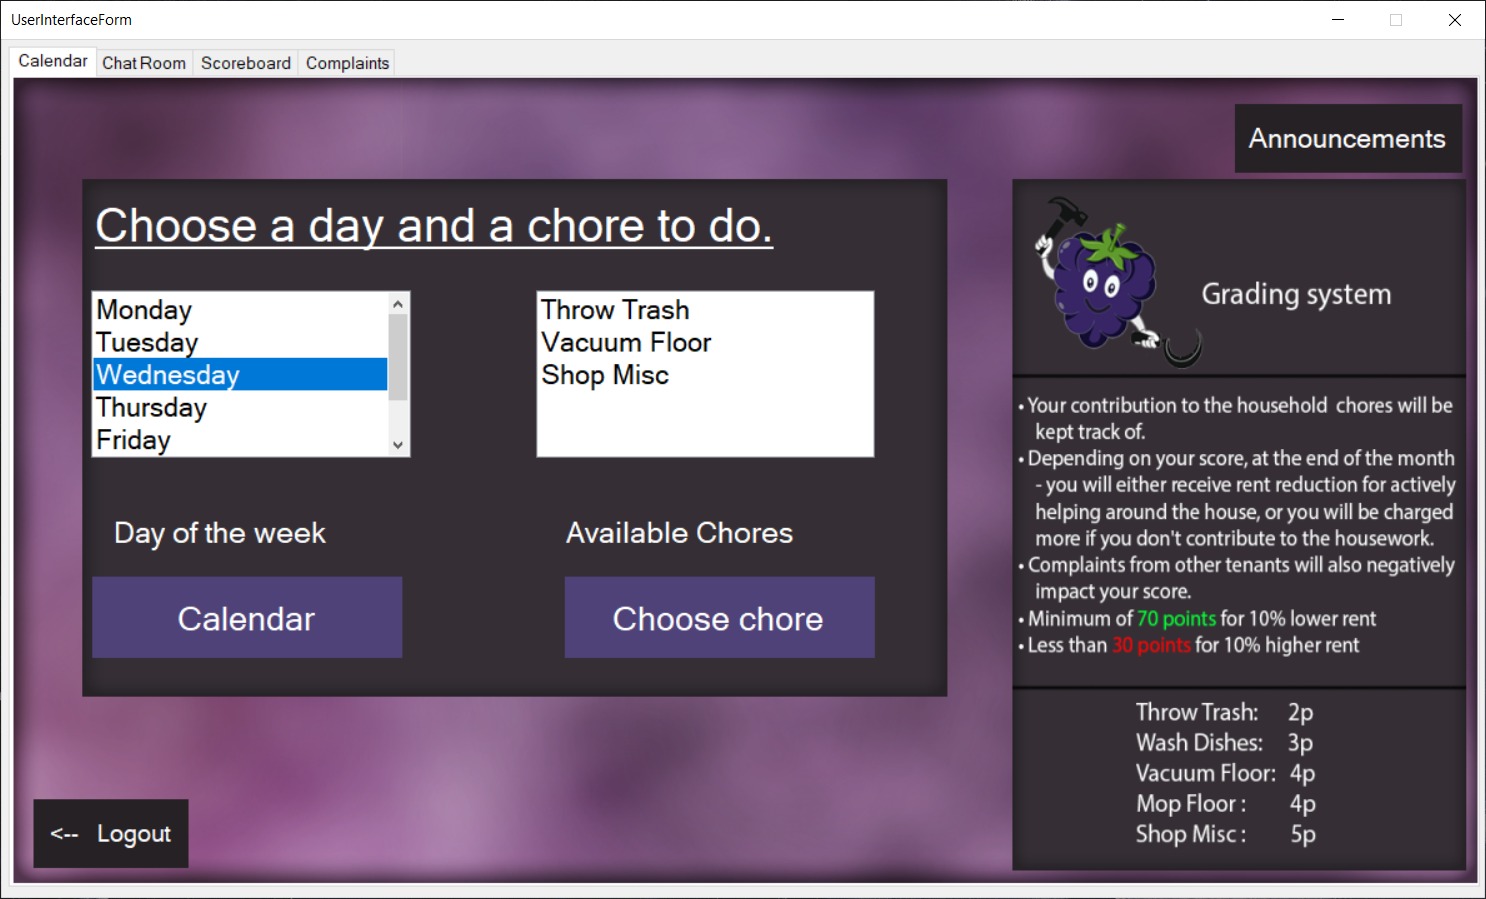 UserInterfaceForm
Calendar
Chat Room
Scoreboard
Complaints
Announcements
Choose a day and a chore to do.
Monday
Tuesday
Wednesday
Thursday
Friday
Throw Trash
Vacuum Floor
Shop Misc
Day of the week
Available Chores
Calendar
Choose chore
<-- Logout
Grading system
• Your contribution to the household chores will be
kept track of.
• Depending on your score, at the end of the month
- you will either receive rent reduction for actively
helping around the house, or you will be charged
more if you don't contribute to the housework.
• Complaints from other tenants will also negatively
impact your score.
• Minimum of 70 points for 10% lower rent
• Less than 30 points for 10% higher rent
Throw Trash: 2p
Wash Dishes: 3p
Vacuum Floor: 4p
Mop Floor : 4p
Shop Misc : 5p